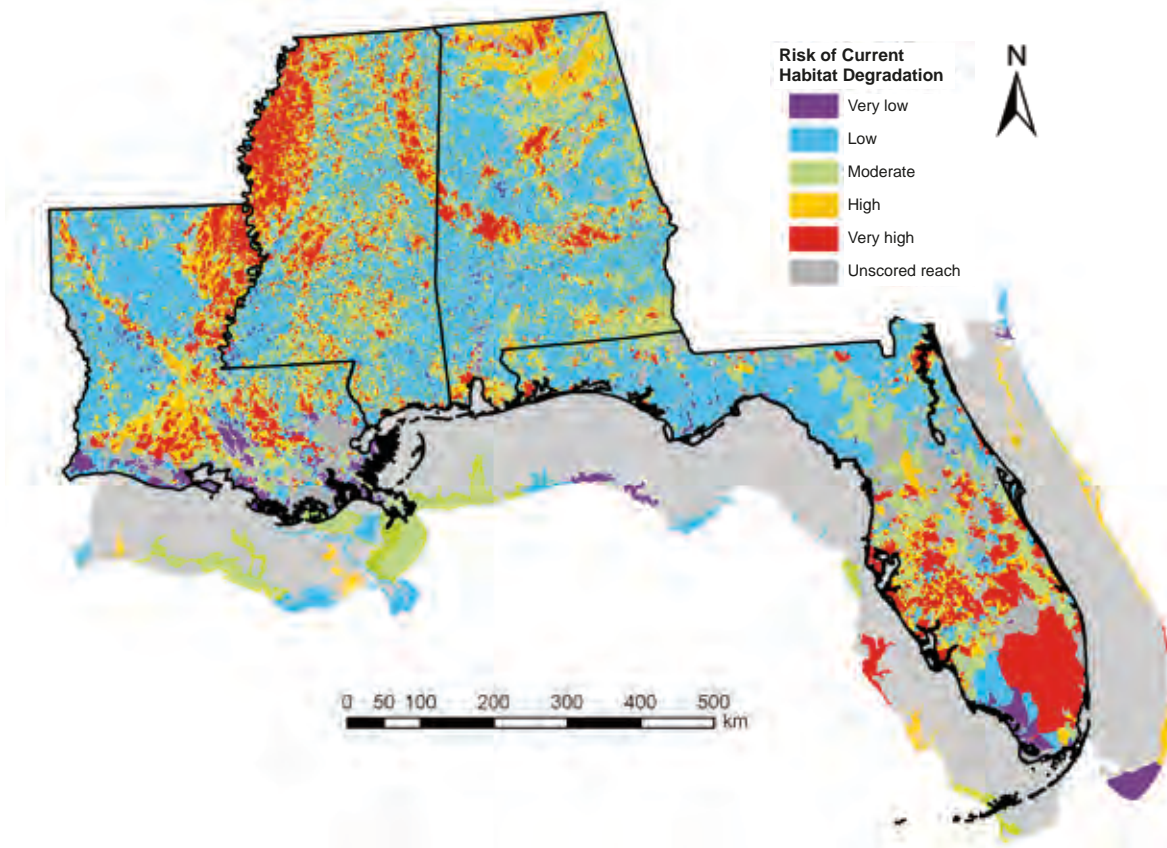 Risk of Current
Habitat Degradation
Very low
Low
Moderate
High
Very high
Unscored reach
N
0 50 100 200 300 400 500
km